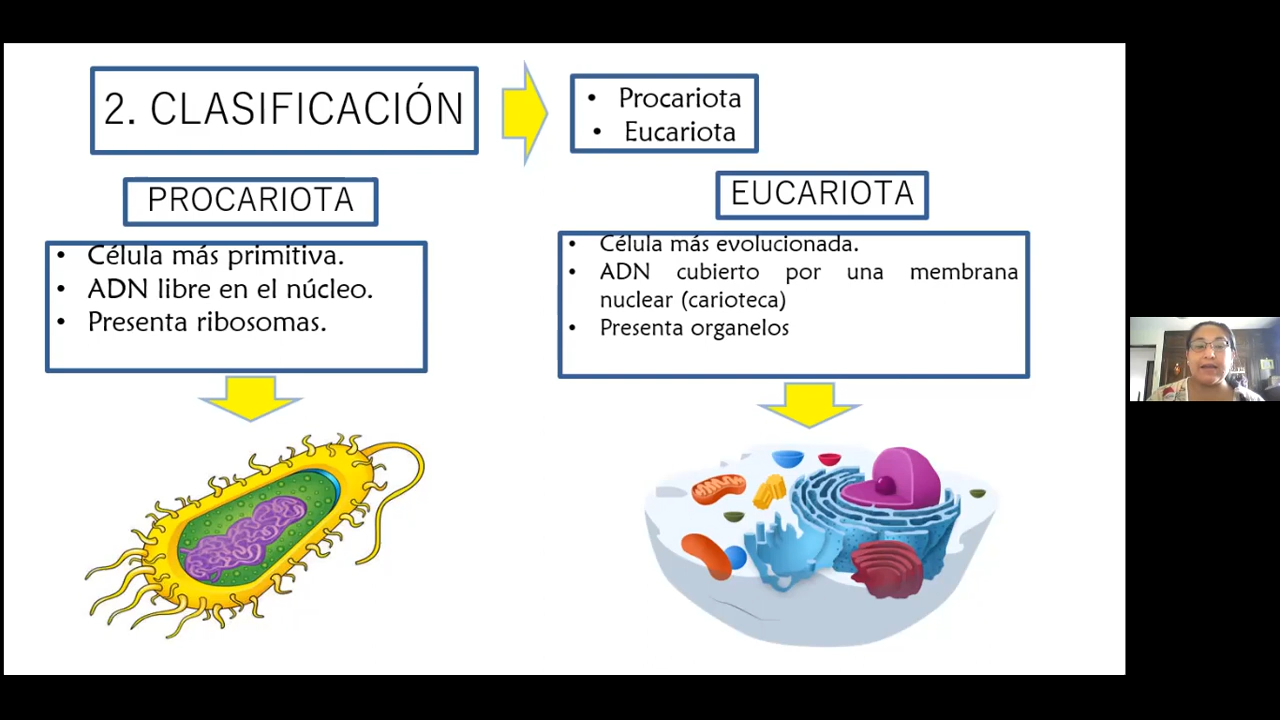 2. CLASIFICACIÓN
• Procariota
• Eucariota
PROCARIOTA
• Célula más primitiva.
• ADN libre en el núcleo.
• Presenta ribosomas.
EUCARIOTA
• Célula más evolucionada.
• ADN cubierto por una membrana
nuclear (carioteca)
• Presenta organelos